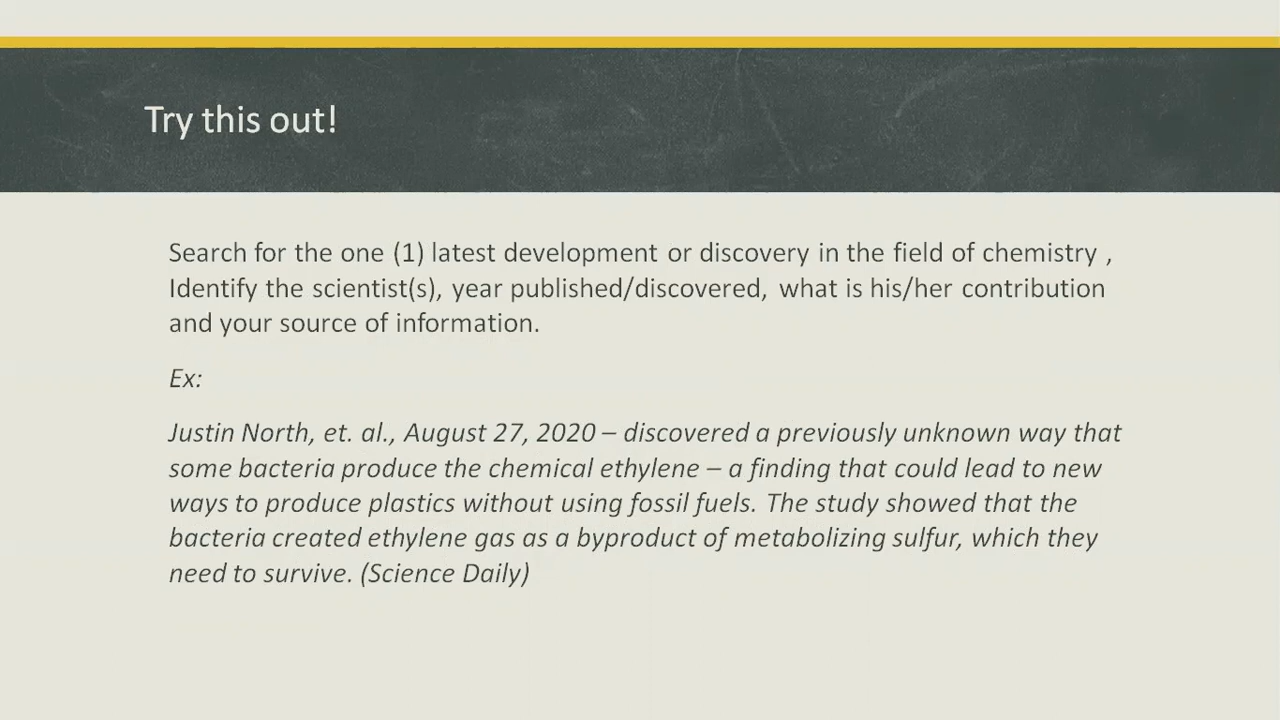 Try this out!
Search for the one (1) latest development or discovery in the field of chemistry ,
Identify the scientist(s), year published/discovered, what is his/her contribution
and your source of information.
Ex:
Justin North, et. al., August 27, 2020 – discovered a previously unknown way that
some bacteria produce the chemical ethylene – a finding that could lead to new
ways to produce plastics without using fossil fuels. The study showed that the
bacteria created ethylene gas as a byproduct of metabolizing sulfur, which they
need to survive. (Science Daily)